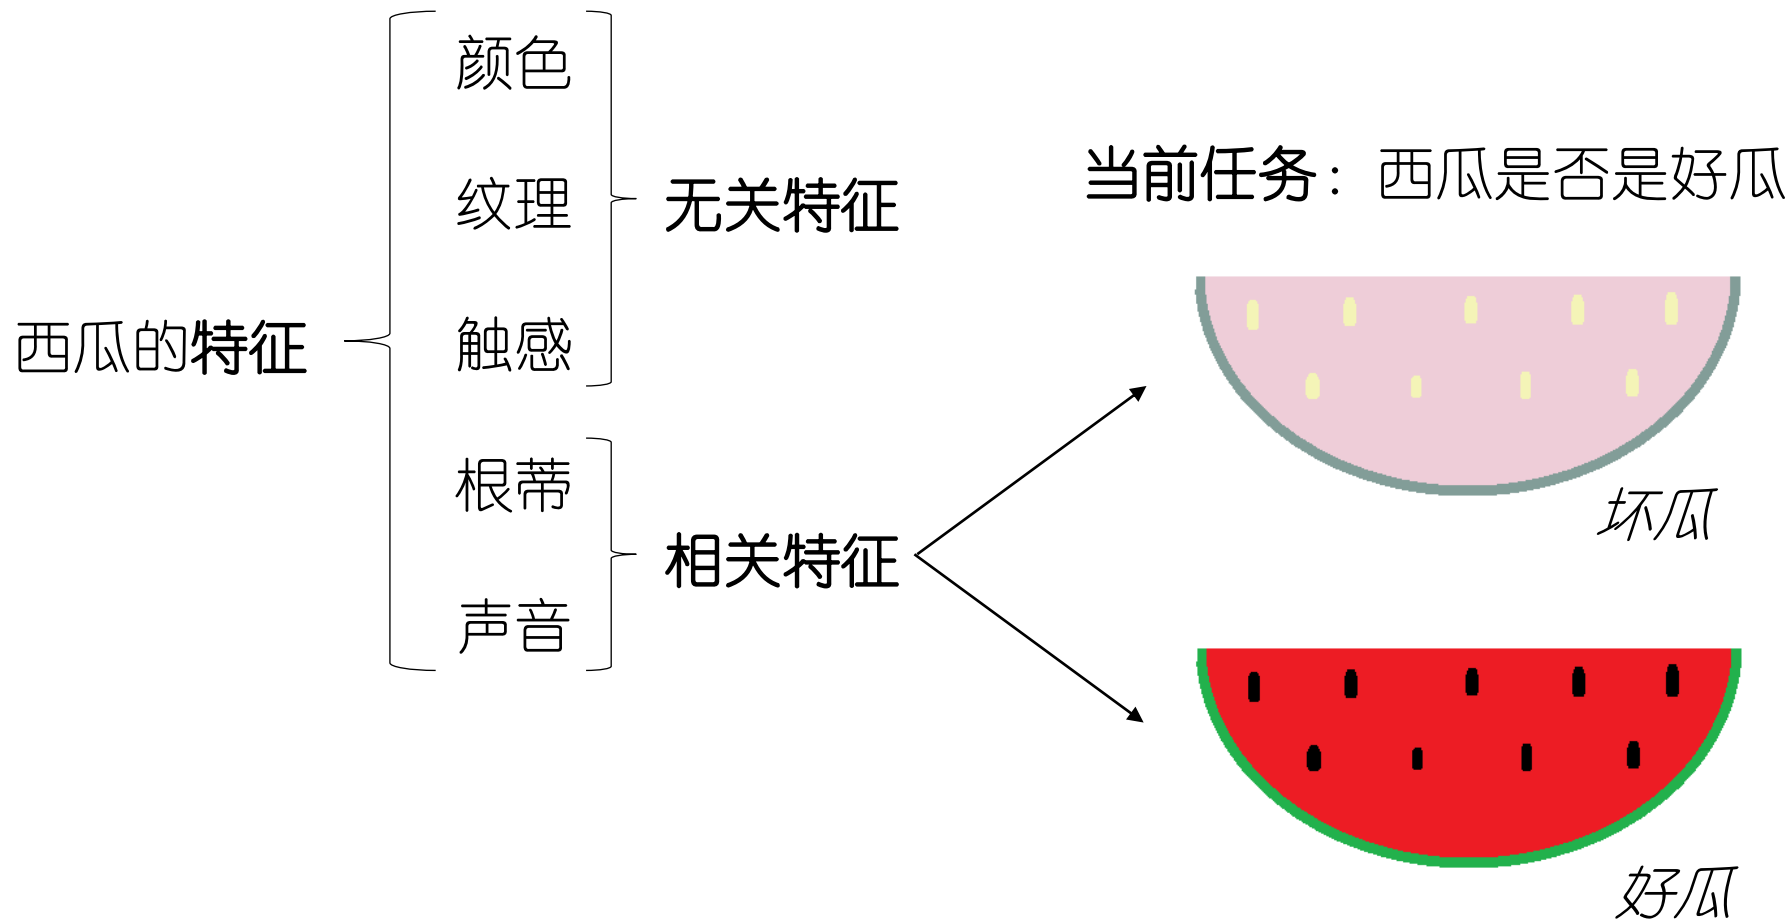 西瓜的特征
颜色
纹理
触感
根蒂
声音
无关特征
相关特征
当前任务：西瓜是否是好瓜
坏瓜
好瓜